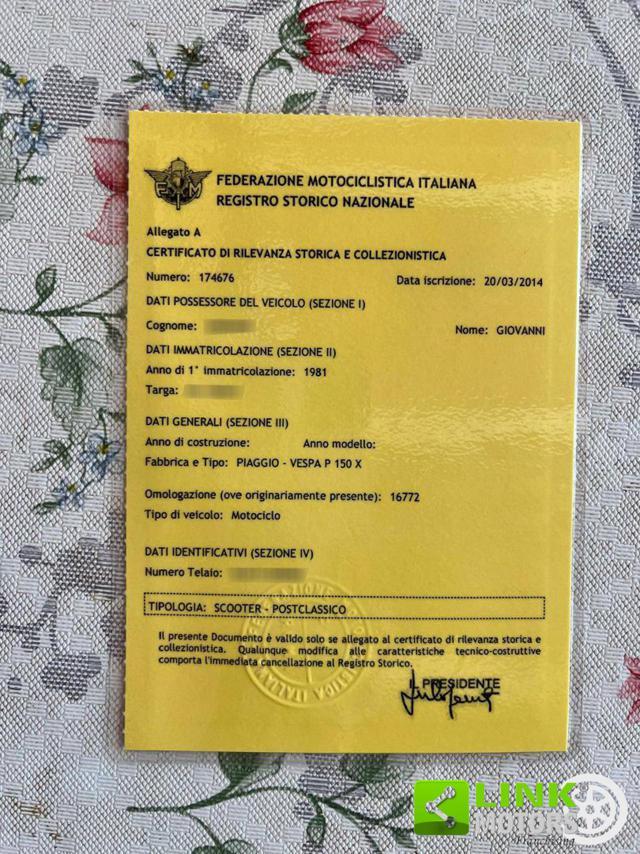 FEDERAZIONE MOTOCICLISTICA ITALIANA
REGISTRO STORICO NAZIONALE
Allegato A
CERTIFICATO DI RILEVANZA STORICA E COLLEZIONISTICA
Numero: 174676 Data iscrizione: 20/03/2014
DATI POSSESSORE DEL VEICOLO (SEZIONE I)
Cognome: Nome: GIOVANNI
DATI IMMATRICOLAZIONE (SEZIONE II)
Anno di 1° immatricolazione: 1981
Targa:
DATI GENERALI (SEZIONE III)
Anno di costruzione: Anno modello:
Fabbrica e Tipo: PIAGGIO - VESPA P 150 X
Omologazione (ove originariamente presente): 16772
Tipo di veicolo: Motociclo
DATI IDENTIFICATIVI (SEZIONE IV)
Numero Telaio:
TIPOLOGIA: SCOOTER - POSTCLASSICO
Il presente Documento è valido solo se allegato al certificato di rilevanza storica e
collezionistica. Qualunque modifica alle caratteristiche tecnico-costruttive
comporta l'immediata cancellazione al Registro Storico.
IL PRESIDENTE
LINK
MOTORS
Franchising